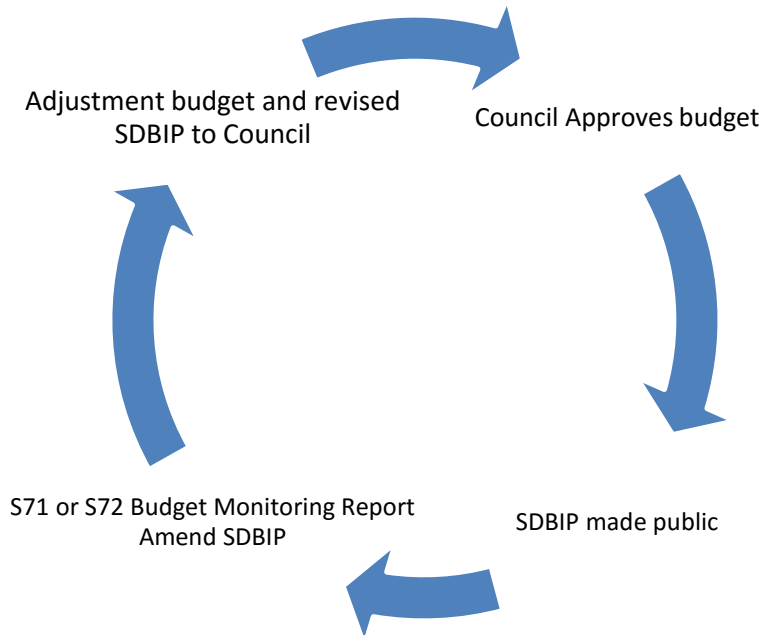 Adjustment budget and revised
SDBIP to Council
Council Approves budget
S71 or S72 Budget Monitoring Report
Amend SDBIP
SDBIP made public